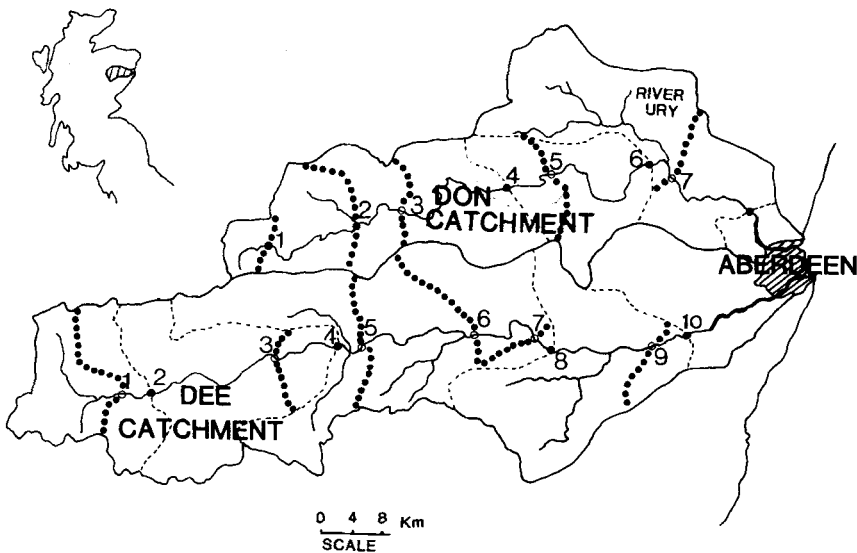 RIVER
URY
6
5
7
4
DON
2
3
CATCHMENT
1
ABERDEEN
10
6
7
5
4
3
8
9
1
2
DEE
CATCHMENT
0 4 8 Km
SCALE